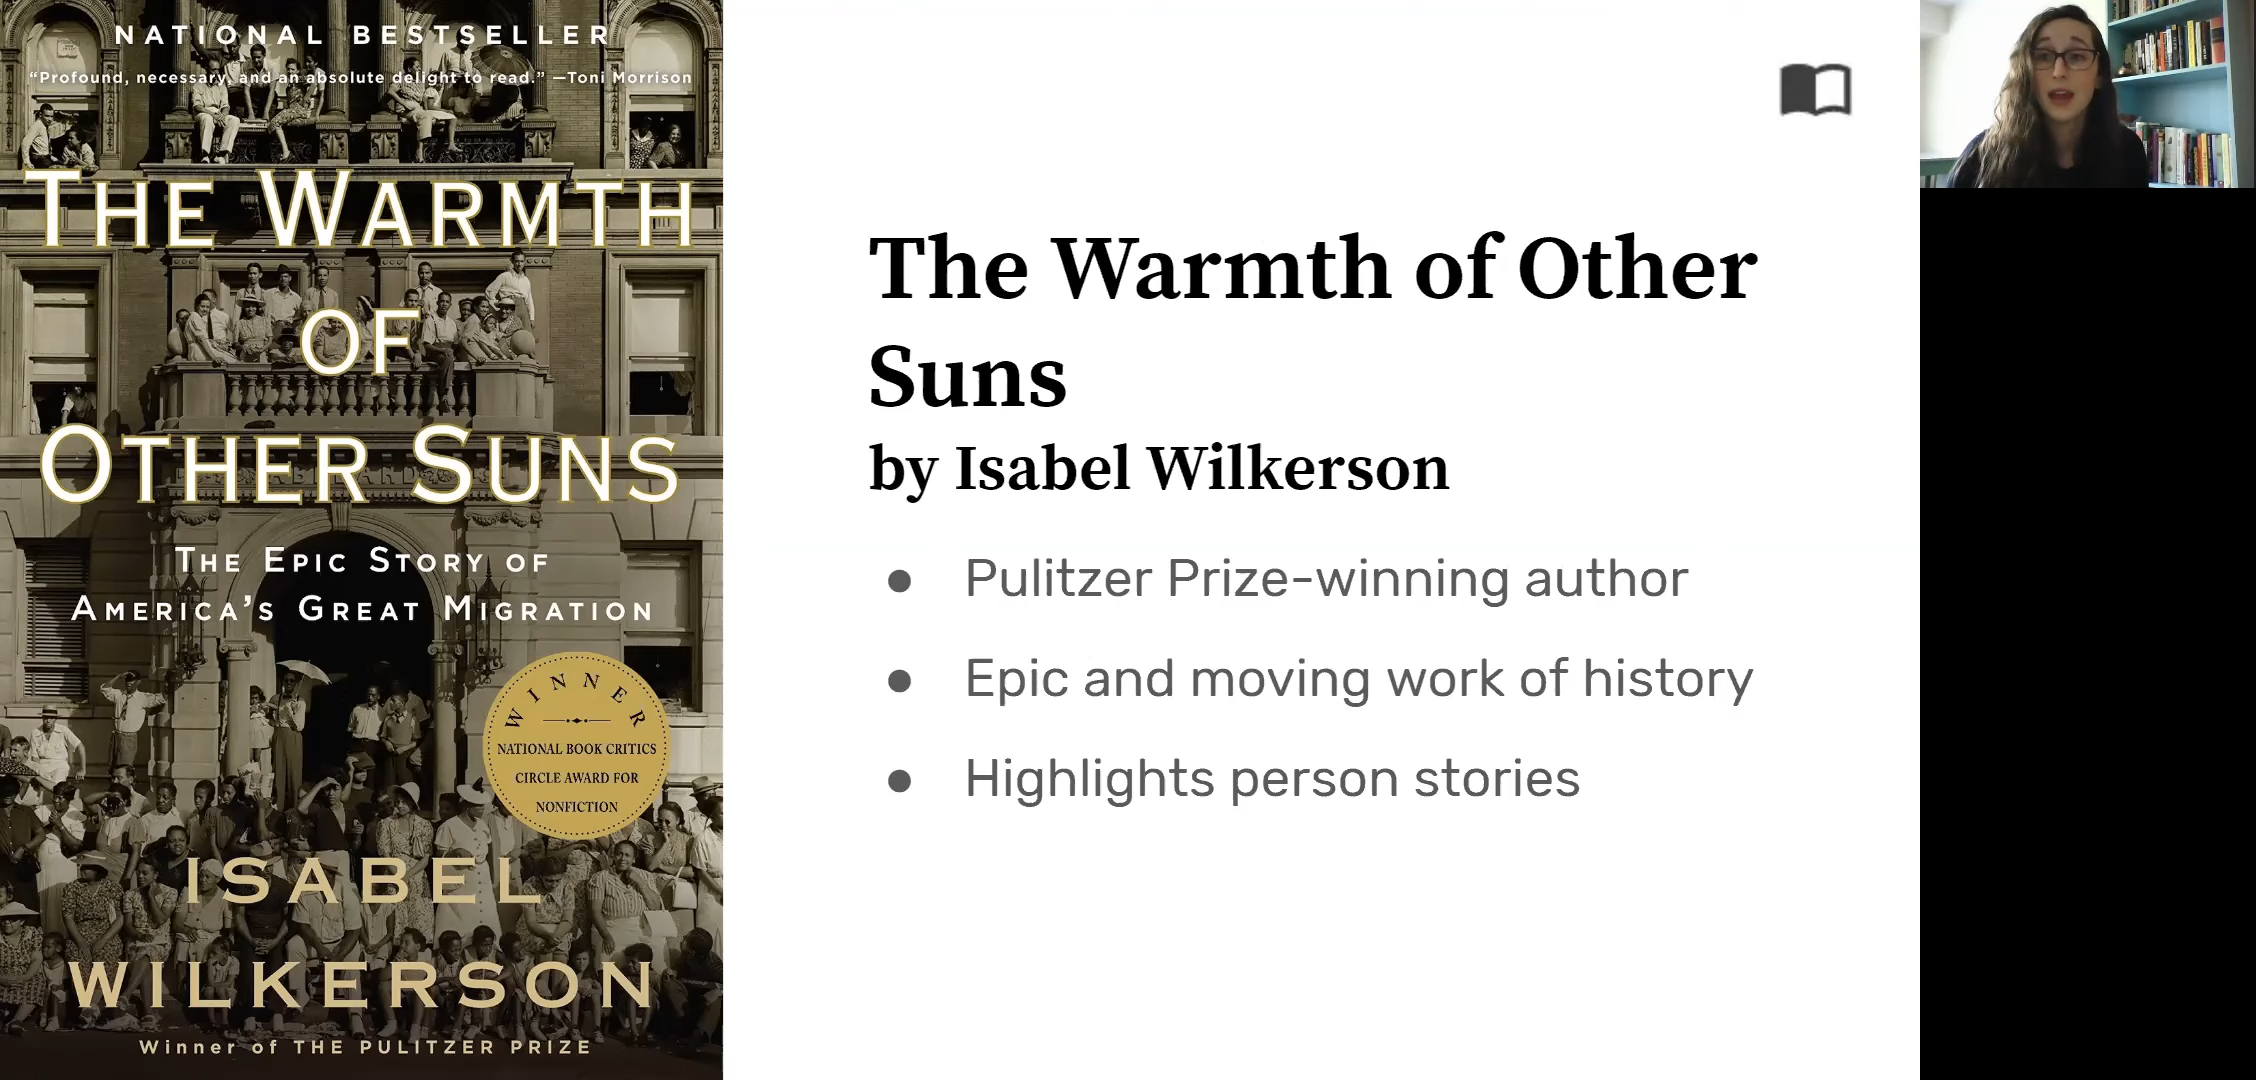 NATIONAL BESTSELLER
“Profound, necessary, and an absolute delight to read.” —Toni Morrison
THE WARMTH
OF
OTHER SUNS
THE EPIC STORY OF
AMERICA’S GREAT MIGRATION
WINNER
NATIONAL BOOK CRITICS
CIRCLE AWARD FOR
NONFICTION
ISABEL
WILKERSON
Winner of THE PULITZER PRIZE
The Warmth of Other
Suns
by Isabel Wilkerson
● Pulitzer Prize-winning author
● Epic and moving work of history
● Highlights person stories